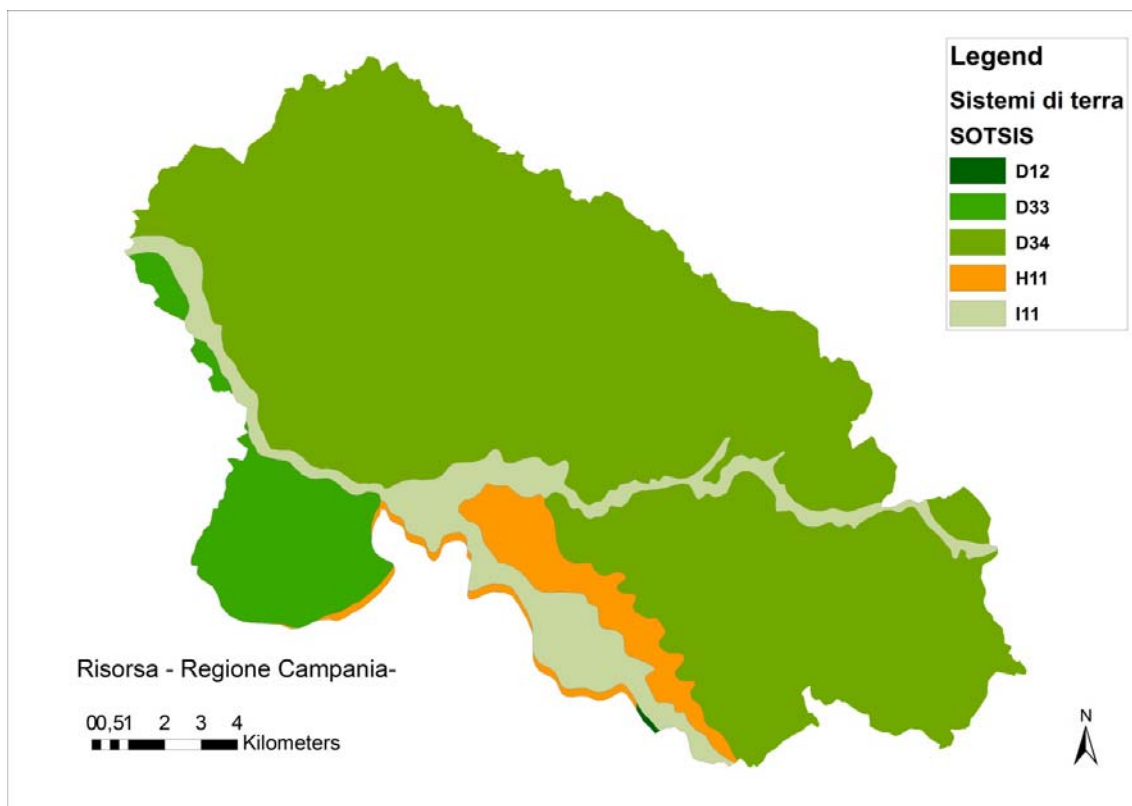 Legend
Sistemi di terra
SOTSIS
D12
D33
D34
H11
I11
Risorsa - Regione Campania-
00,51 2 3 4
Kilometers
N